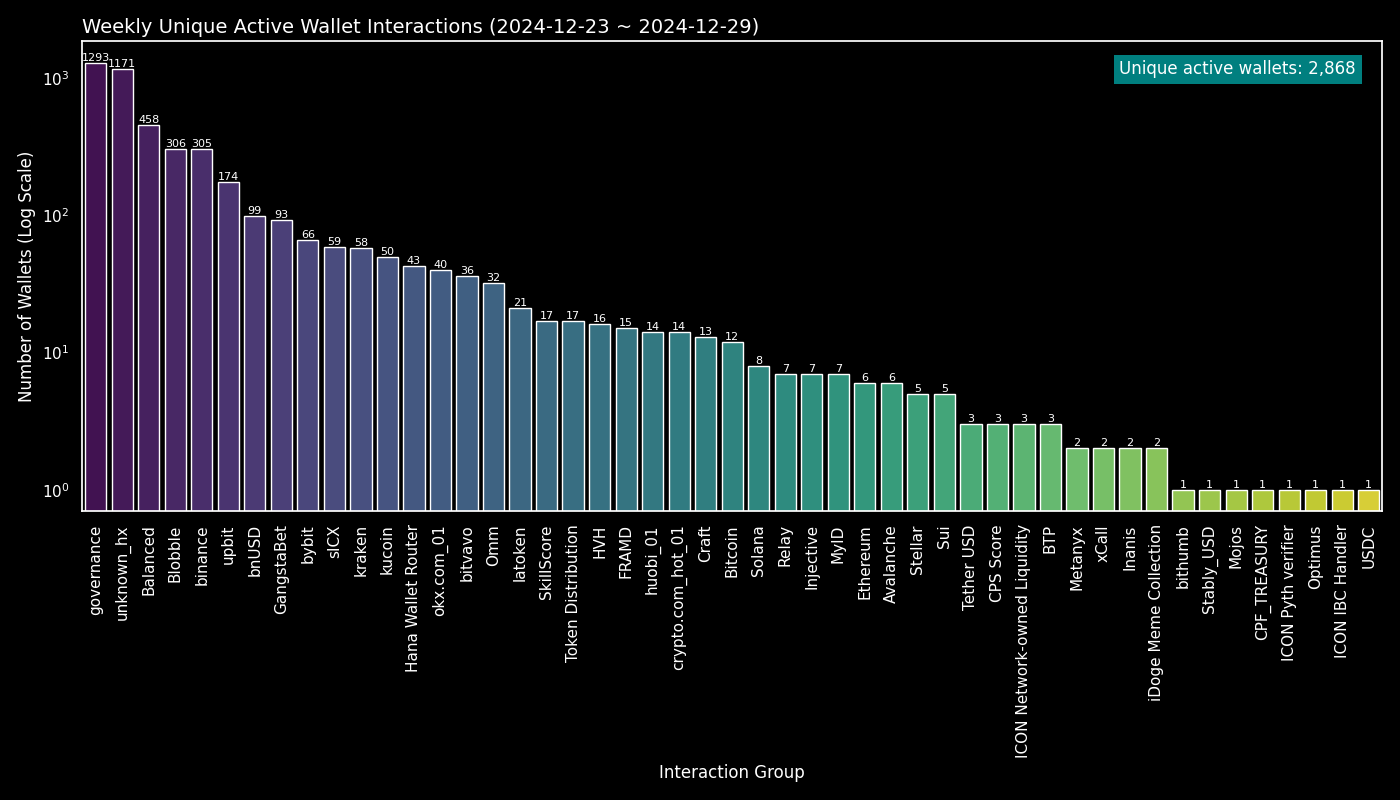 Weekly Unique Active Wallet Interactions (2024-12-23 ~ 2024-12-29)
Unique active wallets: 2,868
Number of Wallets (Log Scale)
10³
10²
10¹
10⁰
1293
1171
458
306
305
174
99
93
66
59
58
50
43
40
36
32
21
17
17
16
15
14
14
13
12
8
7
7
7
6
6
5
5
3
3
3
3
2
2
2
2
1
1
1
1
1
1
1
1
governance
unknown_hx
Balanced
Blobble
binance
upbit
bnUSD
GangstaBet
bybit
sICX
kraken
kucoin
Hana Wallet Router
okx.com_01
bitvavo
Omm
latoken
SkillScore
Token Distribution
HVH
FRAMD
huobi_01
crypto.com_hot_01
Craft
Bitcoin
Solana
Relay
Injective
MyID
Ethereum
Avalanche
Stellar
Sui
Tether USD
CPS Score
ICON Network-owned Liquidity
BTP
Metanyx
xCall
Inanis
iDoge Meme Collection
bithumb
Stably_USD
Mojos
CPF_TREASURY
ICON Pyth verifier
Optimus
ICON IBC Handler
USDC
Interaction Group